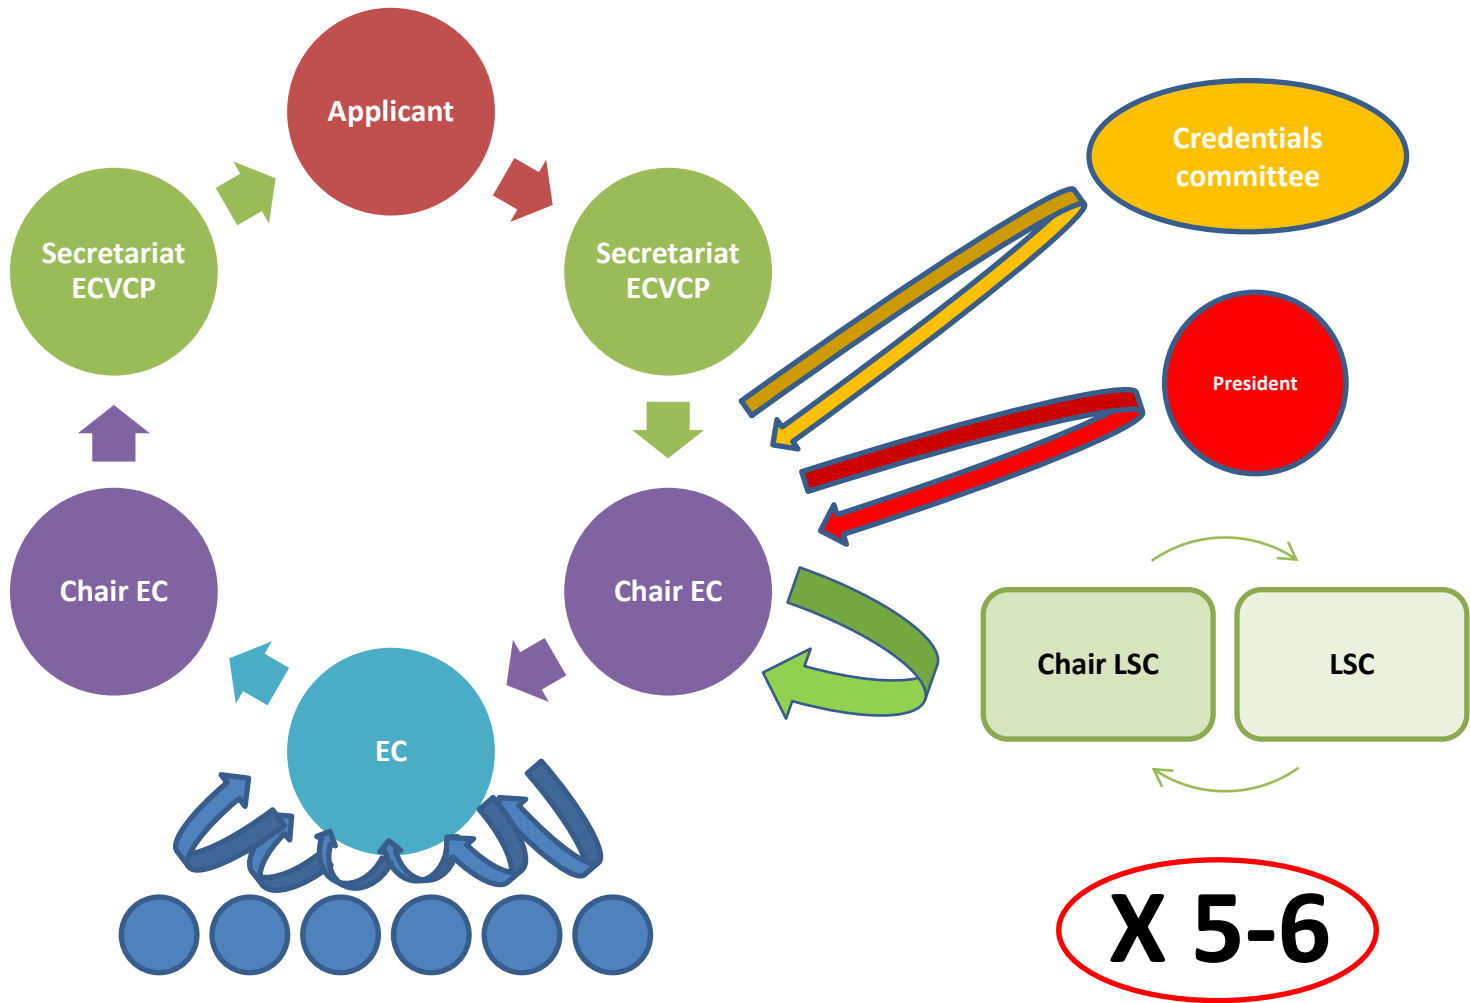 Applicant
Credentials
committee
Secretariat
ECVCP
Secretariat
ECVCP
President
Chair EC
Chair EC
Chair LSC
LSC
EC
X 5-6